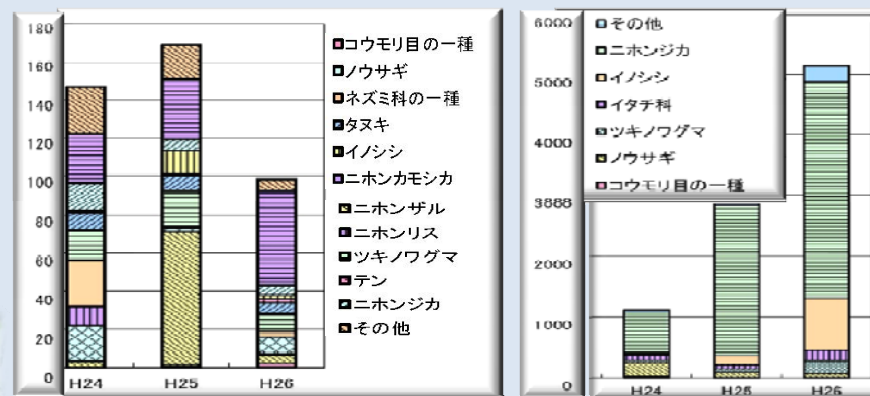 180
160
140
120
100
80
60
40
20
0
H24
H25
H26
コウモリ目の一種
ノウサギ
ネズミ科の一種
タヌキ
イノシシ
ニホンカモシカ
ニホンザル
ニホンリス
ツキノワグマ
テン
ニホンジカ
その他
6000
5000
4000
2000
1000
0
その他
ニホンジカ
イノシシ
イタチ科
ツキノワグマ
ノウサギ
コウモリ目の一種
H24
H25
H26